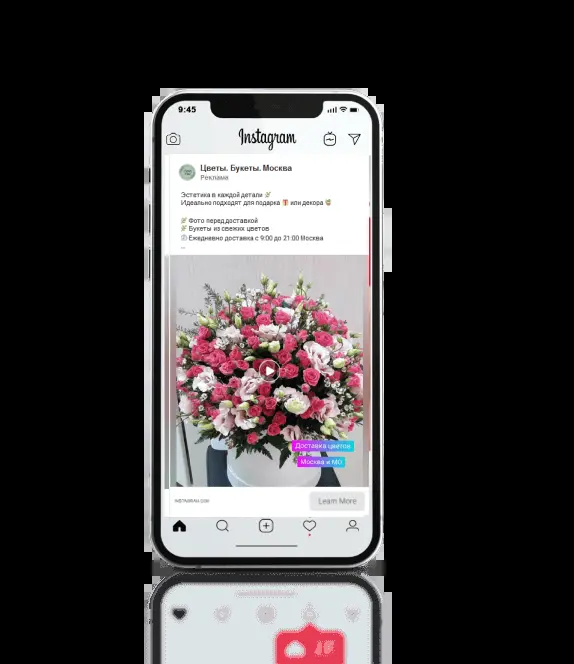 9:45
Instagram
Цветы. Букеты. Москва
Реклама
Эстетика в каждой детали
Идеально подходят для подарка или декора
Фото перед доставкой
Букеты из свежих цветов
Ежедневно доставка с 9:00 до 21:00 Москва
...
Доставка цветов
Москва и МО
INSTAGRAM.COM
Learn More